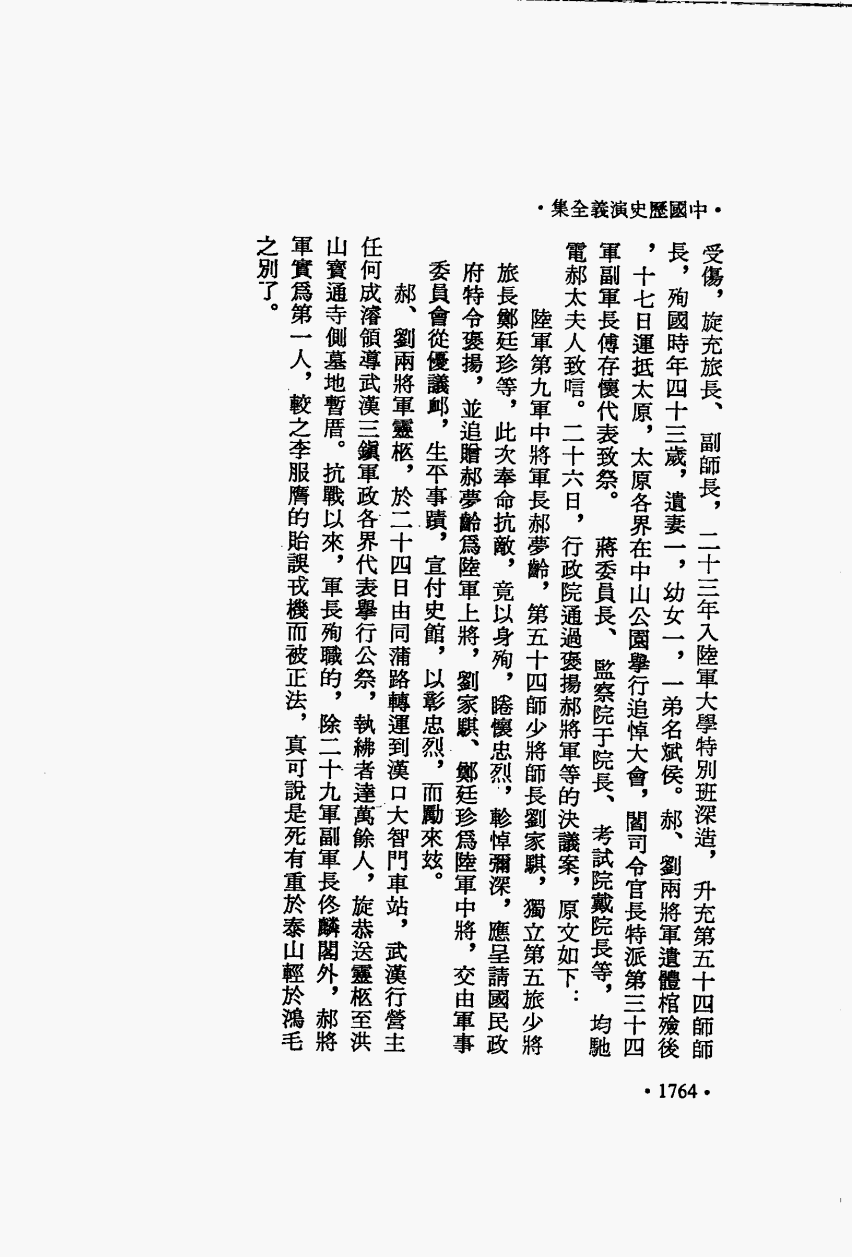 •中國歷史演義全集•
受傷，旋充旅長、副師長，二十三年入陸軍大學特別班深造，升充第五十四師師
長，殉國時年四十三歲，遺妻一，幼女一，一弟名斌侯。郝、劉兩將軍遺體棺殮後
，十七日運抵太原，太原各界在中山公園舉行追悼大會，閻司令官長特派第三十四
軍副軍長傅存懷代表致祭。　蔣委員長、監察院于院長、考試院戴院長等，均馳
電郝太夫人致唁。二十六日，行政院通過褒揚郝將軍等的決議案，原文如下：
陸軍第九軍中將軍長郝夢齡，第五十四師少將師長劉家騏，獨立第五旅少將
旅長鄭廷珍等，此次奉命抗敵，竟以身殉，睠懷忠烈，軫悼彌深，應呈請國民政
府特令褒揚，並追贈郝夢齡爲陸軍上將，劉家騏、鄭廷珍爲陸軍中將，交由軍事
委員會從優議卹，生平事蹟，宣付史館，以彰忠烈，而勵來玆。
郝、劉兩將軍靈柩，於二十四日由同蒲路轉運到漢口大智門車站，武漢行營主
任何成濬領導武漢三鎭軍政各界代表舉行公祭，執紼者達萬餘人，旋恭送靈柩至洪
山寶通寺側墓地暫厝。抗戰以來，軍長殉職的，除二十九軍副軍長佟麟閣外，郝將
軍實爲第一人，較之李服膺的貽誤戎機而被正法，真可說是死有重於泰山輕於鴻毛
之別了。
•1764•